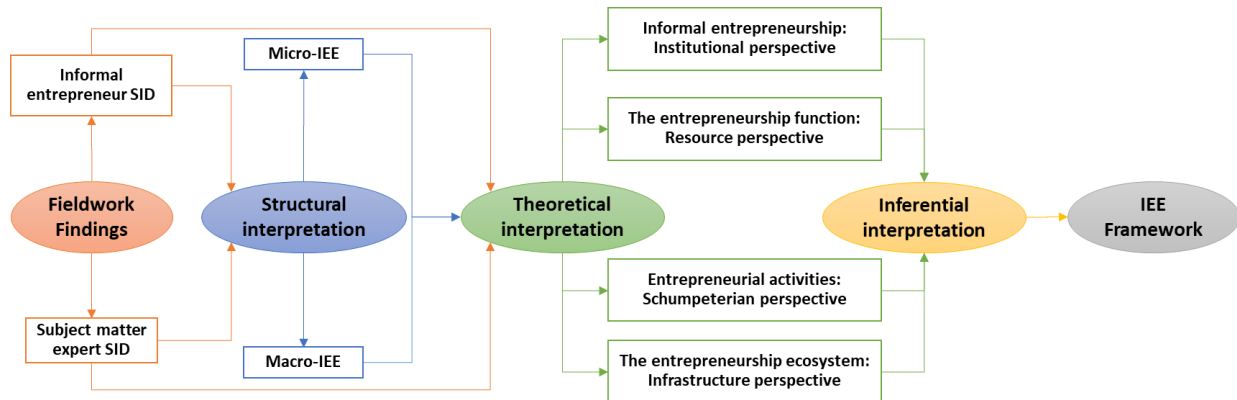 Informal
entrepreneur SID
Fieldwork
Findings
Subject matter
expert SID
Micro-IEE
Structural
interpretation
Macro-IEE
Theoretical
interpretation
Informal entrepreneurship:
Institutional perspective
The entrepreneurship function:
Resource perspective
Entrepreneurial activities:
Schumpeterian perspective
The entrepreneurship ecosystem:
Infrastructure perspective
Inferential
interpretation
IEE
Framework